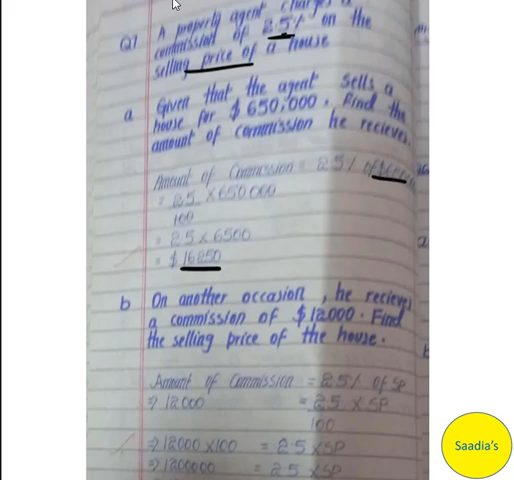 Q1 A property agent charges a
commission of 2.5% on the
selling price of a house
a Given that the agent sells a
house for $650,000. Find the
amount of commission he recieves.
Amount of Commission = 2.5% of
= 2.5 × 650 000
100
= 2.5 × 6500
= $ 16250
b On another occasion, he recieves
a commission of $12000. Find
the selling price of the house.
Amount of Commission = 2.5% of SP
⇒ 12000 = 2.5 × SP
100
⇒ 12000 × 100 = 2.5 × SP
⇒ 1200000 = 2.5 × SP
Saadia's